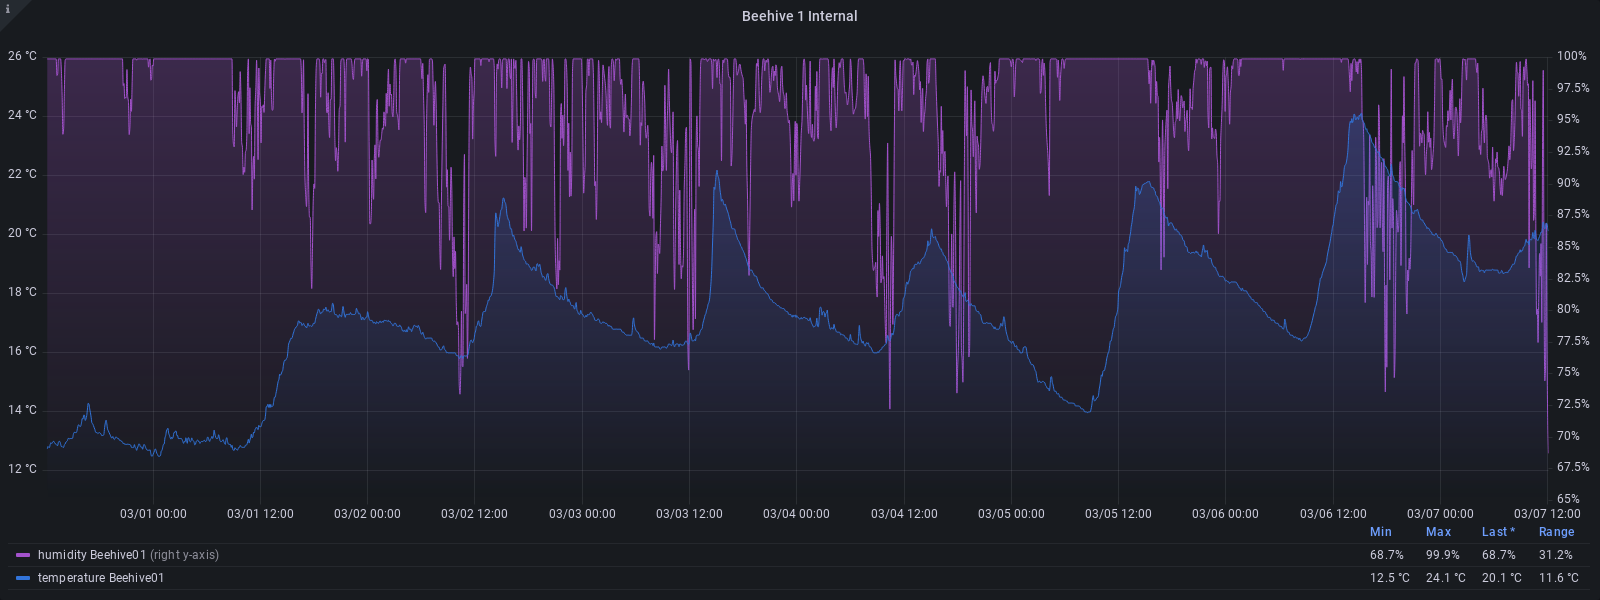 i
Beehive 1 Internal
26 °C
24 °C
22 °C
20 °C
18 °C
16 °C
14 °C
12 °C
100%
97.5%
95%
92.5%
90%
87.5%
85%
82.5%
80%
77.5%
75%
72.5%
70%
67.5%
65%
03/01 00:00 03/01 12:00 03/02 00:00 03/02 12:00 03/03 00:00 03/03 12:00 03/04 00:00 03/04 12:00 03/05 00:00 03/05 12:00 03/06 00:00 03/06 12:00 03/07 00:00 03/07 12:00
Min Max Last * Range
humidity Beehive01 (right y-axis) 68.7% 99.9% 68.7% 31.2%
temperature Beehive01 12.5 °C 24.1 °C 20.1 °C 11.6 °C